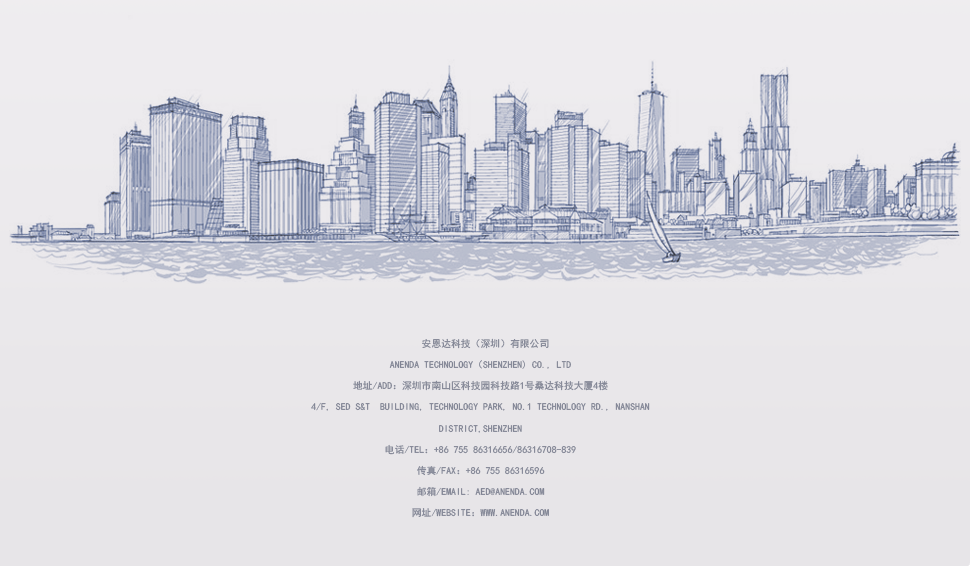 安恩达科技（深圳）有限公司
ANENDA TECHNOLOGY (SHENZHEN) CO., LTD
地址/ADD：深圳市南山区科技园科技路1号桑达科技大厦4楼
4/F, SED S&T  BUILDING, TECHNOLOGY PARK, NO.1 TECHNOLOGY RD., NANSHAN
DISTRICT,SHENZHEN
电话/TEL：+86 755 86316656/86316708-839
传真/FAX：+86 755 86316596
邮箱/EMAIL: AED@ANENDA.COM
网址/WEBSITE：WWW.ANENDA.COM